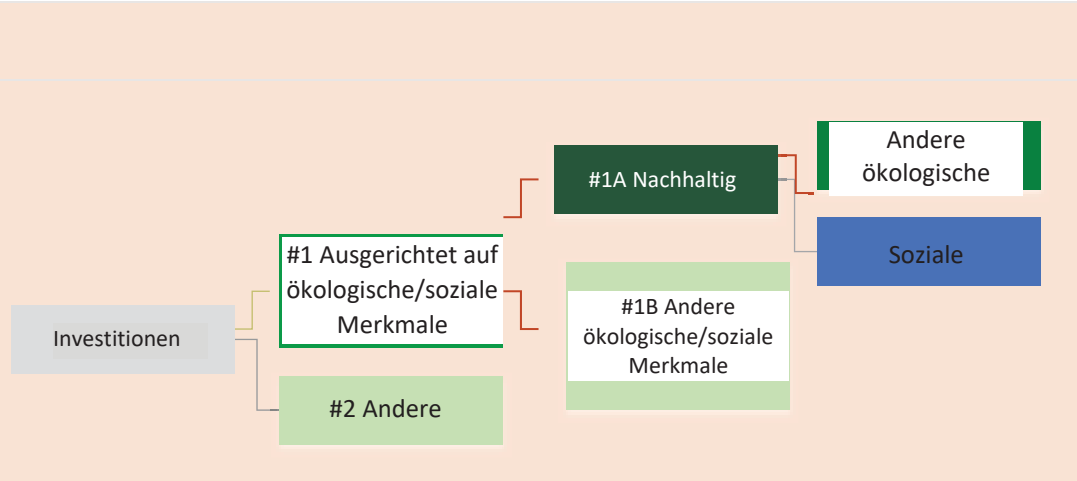 Investitionen
#1 Ausgerichtet auf
ökologische/soziale
Merkmale
#2 Andere
#1A Nachhaltig
#1B Andere
ökologische/soziale
Merkmale
Andere
ökologische
Soziale